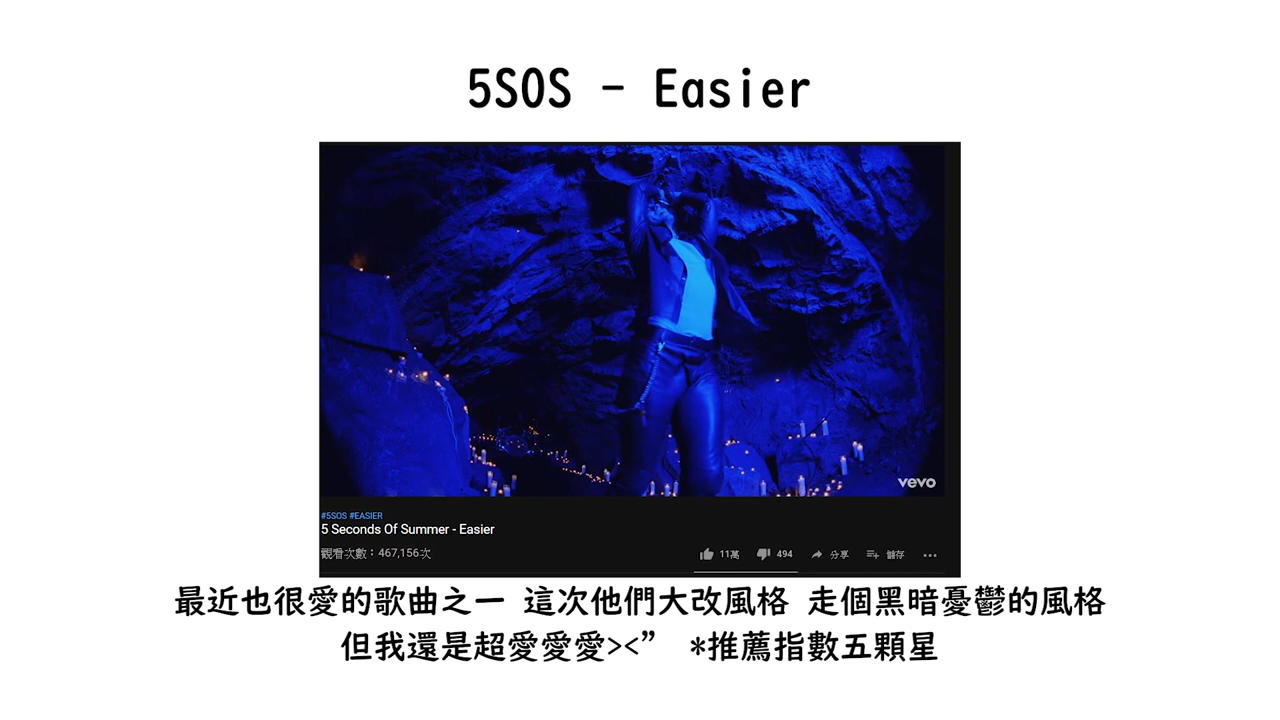 5SOS - Easier
vevo
#5SOS #EASIER
5 Seconds Of Summer - Easier
觀看次數：467,156次
11萬 494 分享 儲存
最近也很愛的歌曲之一 這次他們大改風格 走個黑暗憂鬱的風格
但我還是超愛愛愛><” *推薦指數五顆星